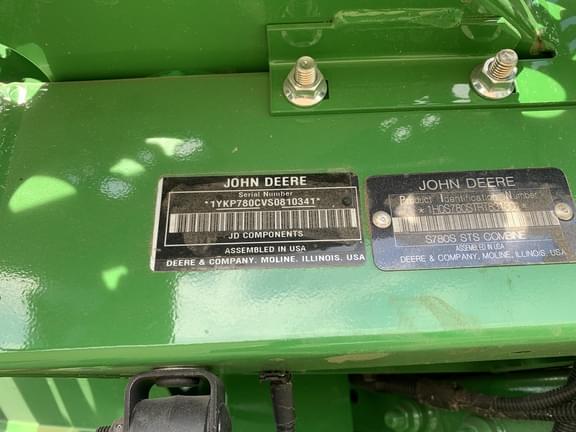 JOHN DEERE
Serial Number
*1YKP780CVS0810341*
JD COMPONENTS
ASSEMBLED IN USA
DEERE & COMPANY, MOLINE, ILLINOIS, USA
JOHN DEERE
Product Identification Number
S780S STS COMBINE
ASSEMBLED IN USA
DEERE & COMPANY, MOLINE, ILLINOIS, USA